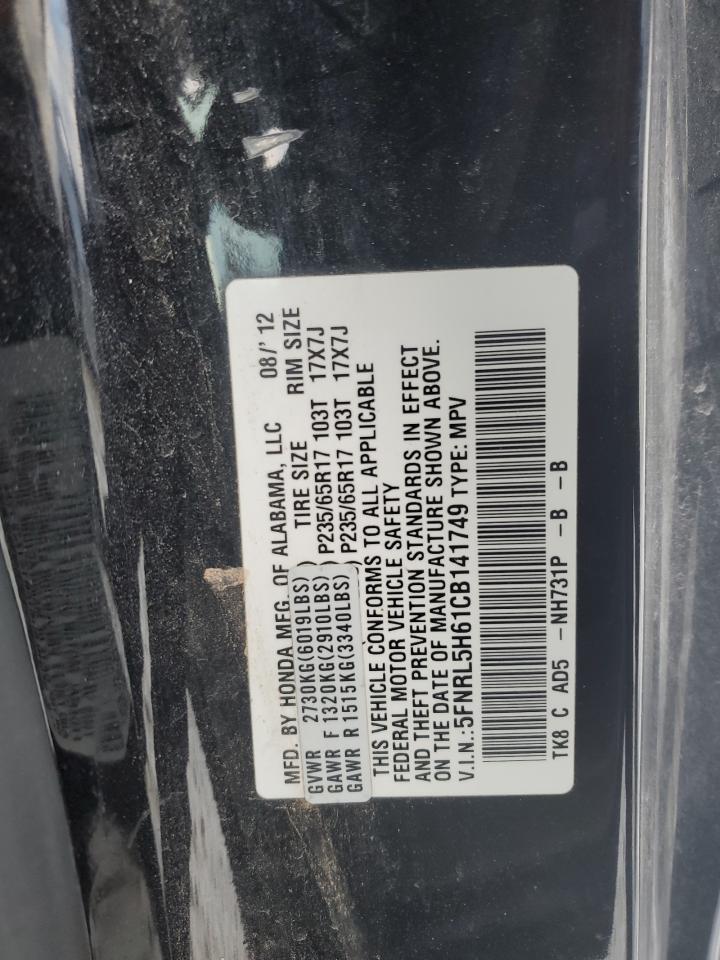 MFD. BY HONDA MFG. OF ALABAMA, LLC 08/'12
GVWR 2730KG(6019LBS) TIRE SIZE RIM SIZE
GAWR F 1320KG(2910LBS) P235/65R17 103T 17X7J
GAWR R 1515KG(3340LBS) P235/65R17 103T 17X7J
THIS VEHICLE CONFORMS TO ALL APPLICABLE
FEDERAL MOTOR VEHICLE SAFETY
AND THEFT PREVENTION STANDARDS IN EFFECT
ON THE DATE OF MANUFACTURE SHOWN ABOVE.
V.I.N.:5FNRL5H61CB141749 TYPE: MPV
TK8 C AD5 -NH731P -B -B